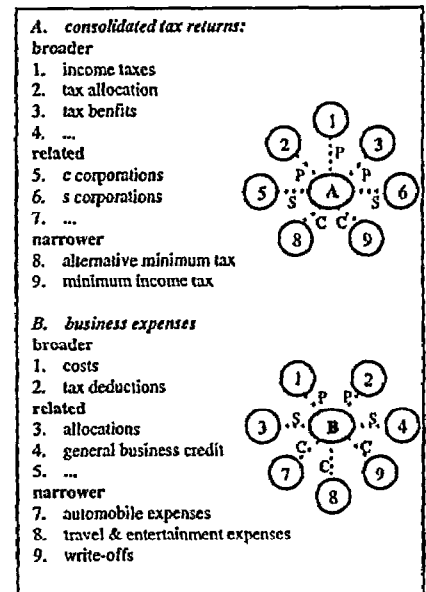 A. consolidated tax returns:
broader
1. income taxes
2. tax allocation
3. tax benfits
4. ...
related
5. c corporations
6. s corporations
7. ...
narrower
8. alternative minimum tax
9. minimum income tax
1
2 3
P
P P
5 S A S 6
C C
8 9
B. business expenses
broader
1. costs
2. tax deductions
related
3. allocations
4. general business credit
5. ...
narrower
7. automobile expenses
8. travel & entertainment expenses
9. write-offs
1 2
P P
3 S B S 4
C C
7 C 9
8